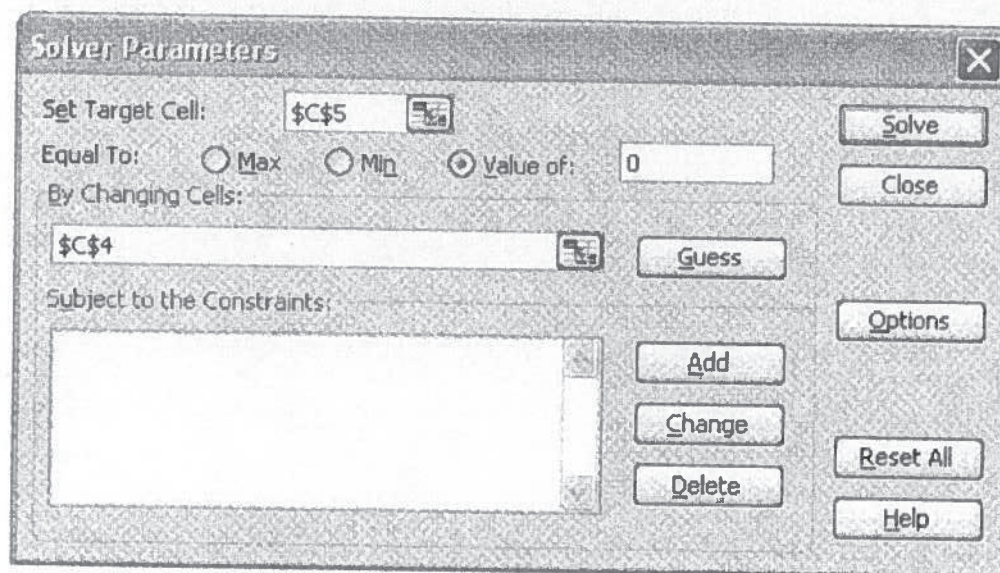 Solver Parameters
Set Target Cell: $C$5
Solve
Equal To: Max Min Value of: 0
Close
By Changing Cells:
$C$4
Guess
Subject to the Constraints:
Options
Add
Change
Reset All
Delete
Help